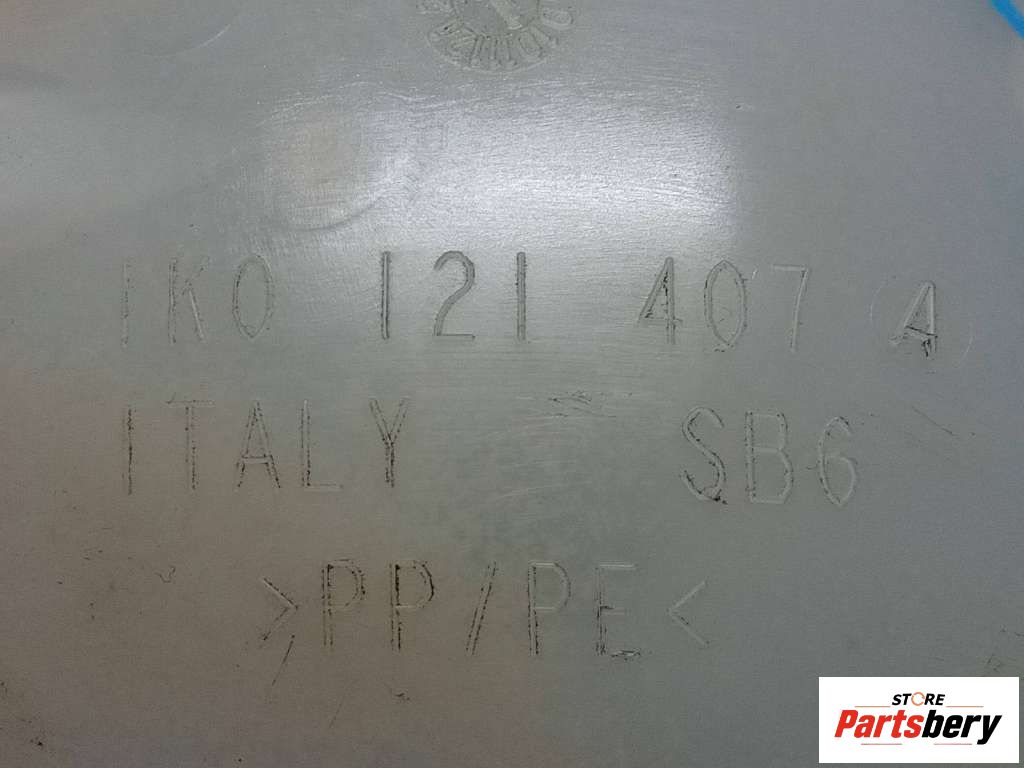 1K0 121 407 A
ITALY SB6
>PP/PE<
STORE
Partsbery